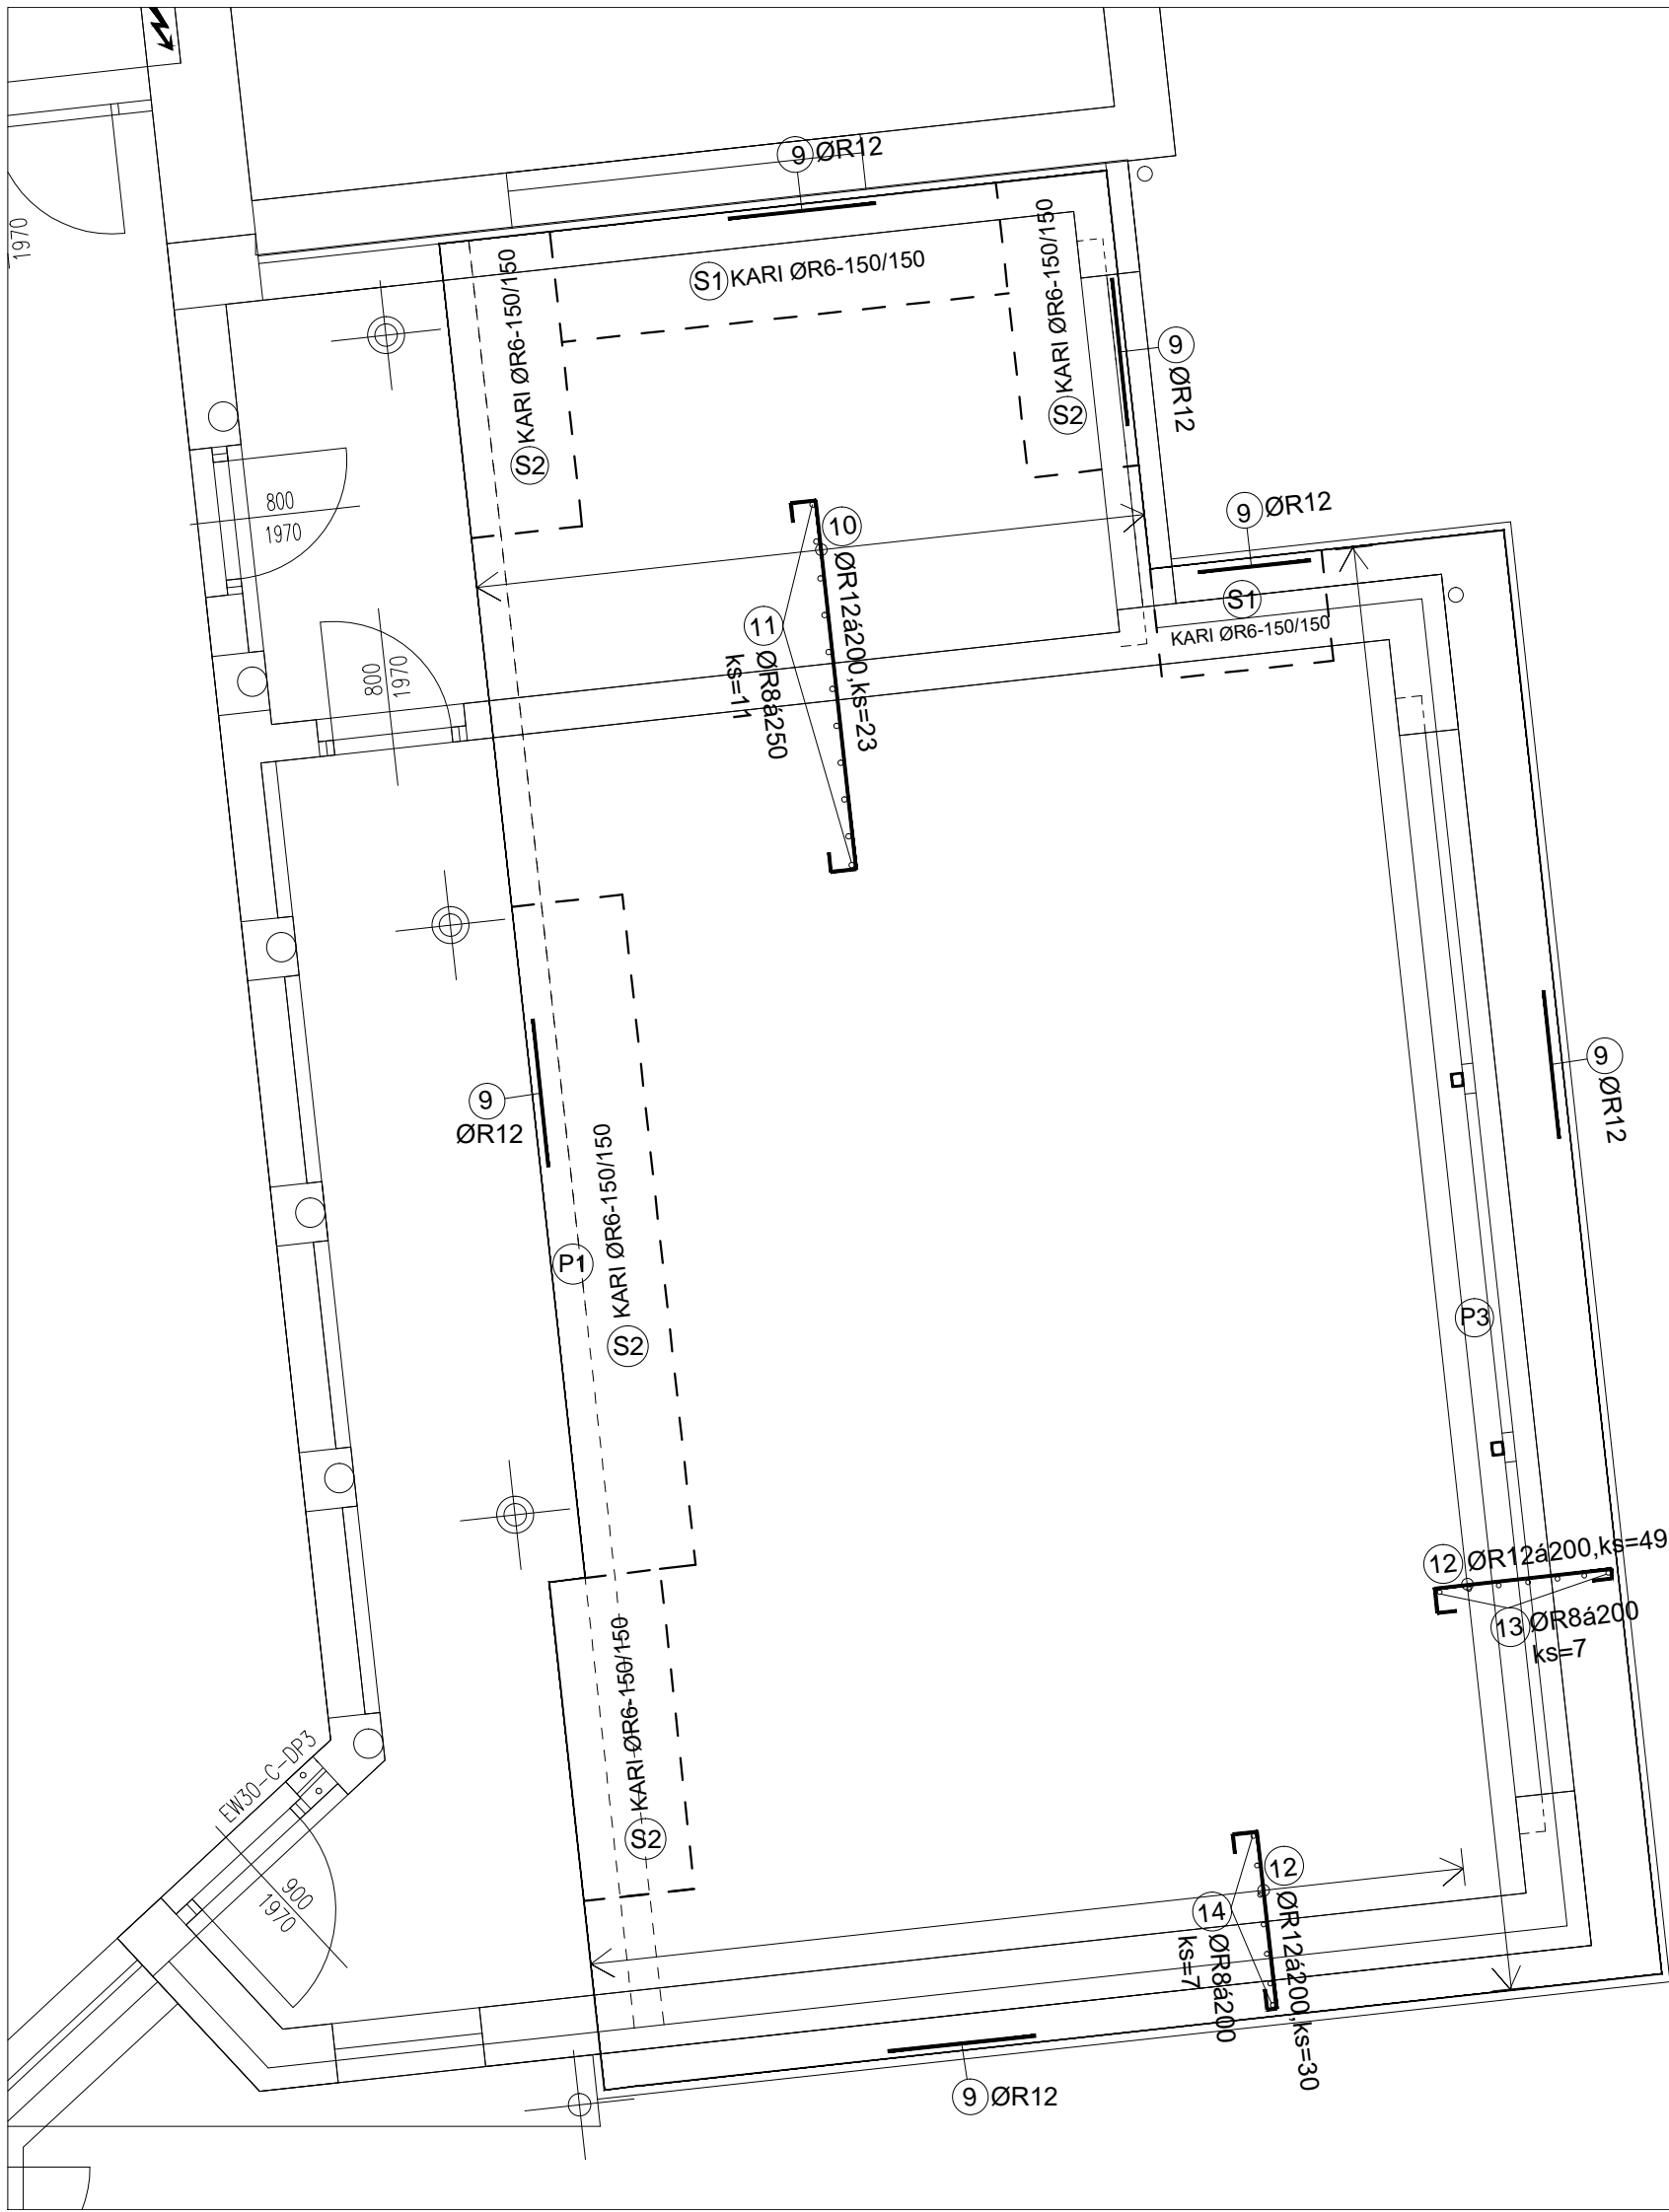 9 ØR12
1970
S1 KARI ØR6-150/150
S2 KARI ØR6-150/150
S2 KARI ØR6-150/150
9
ØR12
800
1970
9 ØR12
10
ØR12á200,ks=23
11 ØR8á250
ks=11
S1
KARI ØR6-150/150
800
1970
9
ØR12
9
ØR12
S2 KARI ØR6-150/150
P1
P3
12 ØR12á200,ks=49
13 ØR8á200
ks=7
S2 KARI ØR6-150/150
EW30-C-DP3
900
1970
12
ØR12á200,ks=30
14 ØR8á200
ks=7
9 ØR12